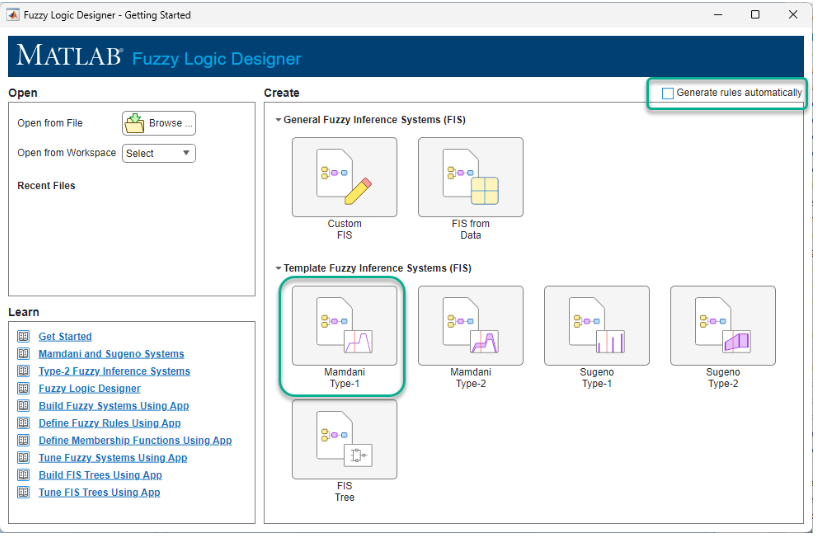 Fuzzy Logic Designer - Getting Started
MATLAB® Fuzzy Logic Designer
Open
Open from File
Browse ...
Open from Workspace
Select
Recent Files
Learn
Get Started
Mamdani and Sugeno Systems
Type-2 Fuzzy Inference Systems
Fuzzy Logic Designer
Build Fuzzy Systems Using App
Define Fuzzy Rules Using App
Define Membership Functions Using App
Tune Fuzzy Systems Using App
Build FIS Trees Using App
Tune FIS Trees Using App
Create
Generate rules automatically
General Fuzzy Inference Systems (FIS)
Custom
FIS
FIS from
Data
Template Fuzzy Inference Systems (FIS)
Mamdani
Type-1
Mamdani
Type-2
Sugeno
Type-1
Sugeno
Type-2
FIS
Tree